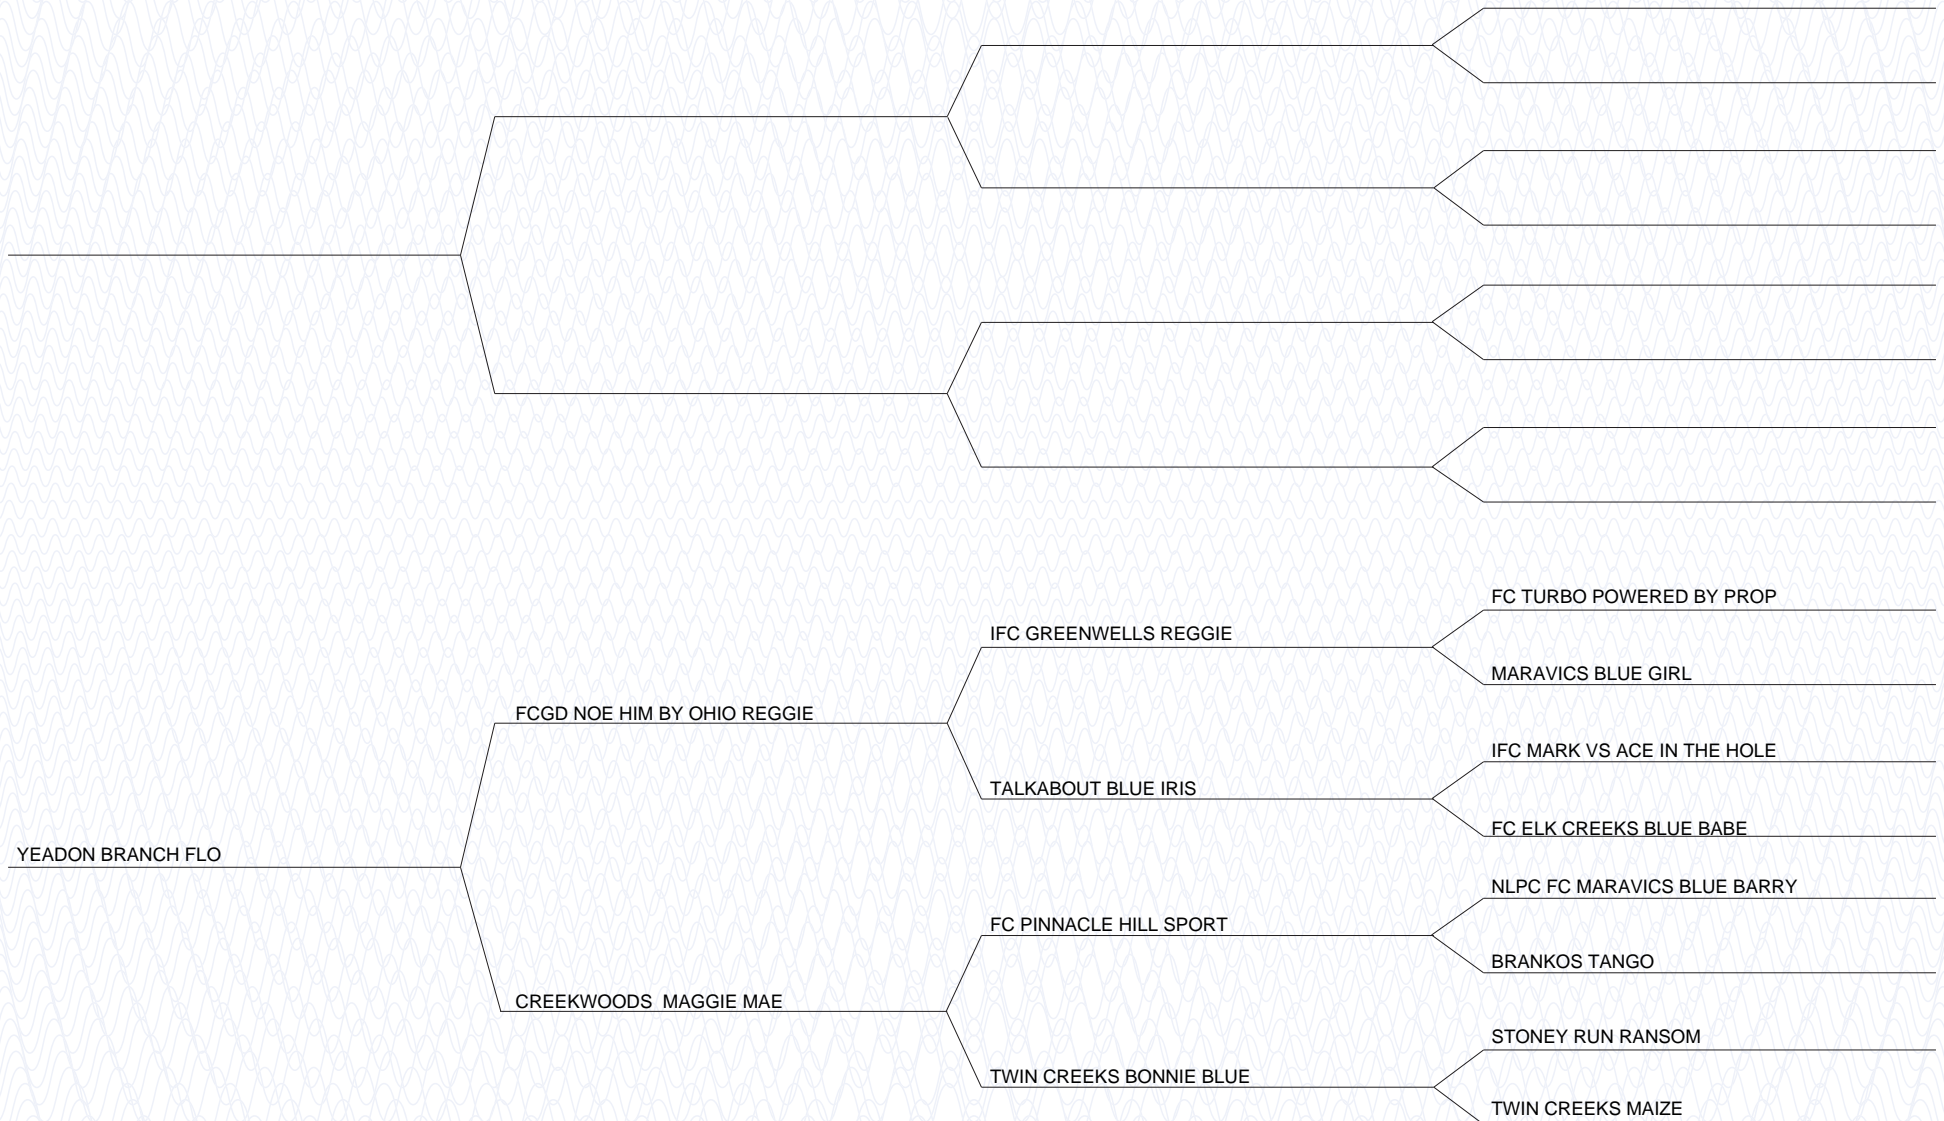 FC TURBO POWERED BY PROP
IFC GREENWELLS REGGIE
MARAVICS BLUE GIRL
FCGD NOE HIM BY OHIO REGGIE
IFC MARK VS ACE IN THE HOLE
TALKABOUT BLUE IRIS
FC ELK CREEKS BLUE BABE
YEADON BRANCH FLO
NLPC FC MARAVICS BLUE BARRY
FC PINNACLE HILL SPORT
BRANKOS TANGO
CREEKWOODS  MAGGIE MAE
STONEY RUN RANSOM
TWIN CREEKS BONNIE BLUE
TWIN CREEKS MAIZE